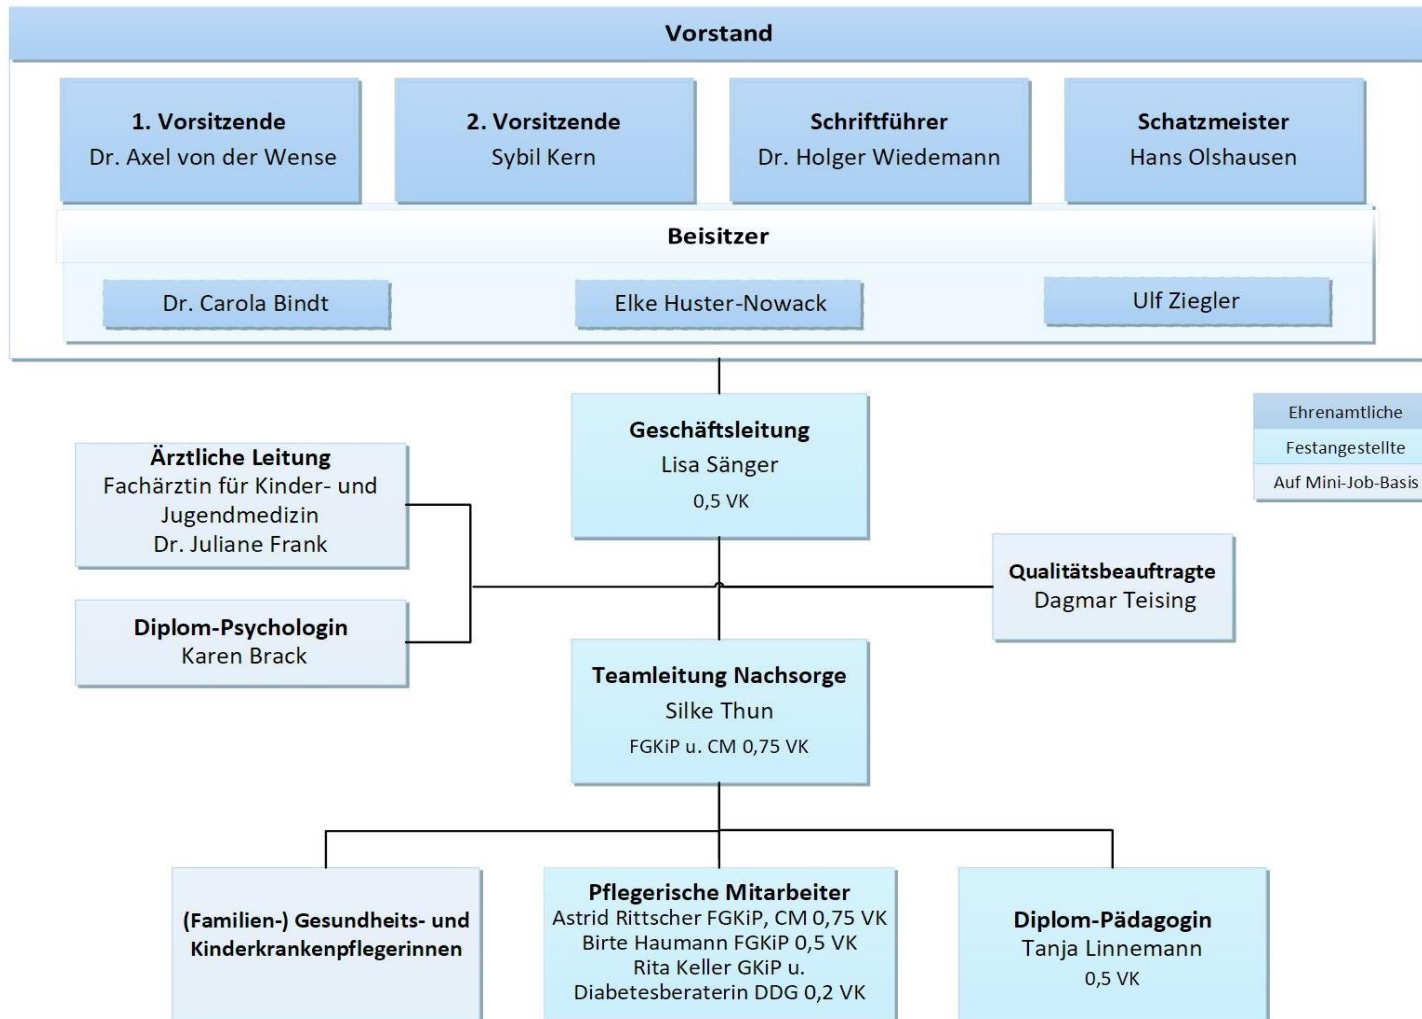 Vorstand
1. Vorsitzende
Dr. Axel von der Wense
2. Vorsitzende
Sybil Kern
Schriftführer
Dr. Holger Wiedemann
Schatzmeister
Hans Olshausen
Beisitzer
Dr. Carola Bindt
Elke Huster-Nowack
Ulf Ziegler
Geschäftsleitung
Lisa Sänger
0,5 VK
Ehrenamtliche
Festangestellte
Auf Mini-Job-Basis
Ärztliche Leitung
Fachärztin für Kinder- und
Jugendmedizin
Dr. Juliane Frank
Qualitätsbeauftragte
Dagmar Teising
Diplom-Psychologin
Karen Brack
Teamleitung Nachsorge
Silke Thun
FGKiP u. CM 0,75 VK
(Familien-) Gesundheits- und
Kinderkrankenpflegerinnen
Pflegerische Mitarbeiter
Astrid Rittscher FGKiP, CM 0,75 VK
Birte Haumann FGKiP 0,5 VK
Rita Keller GKiP u.
Diabetesberaterin DDG 0,2 VK
Diplom-Pädagogin
Tanja Linnemann
0,5 VK